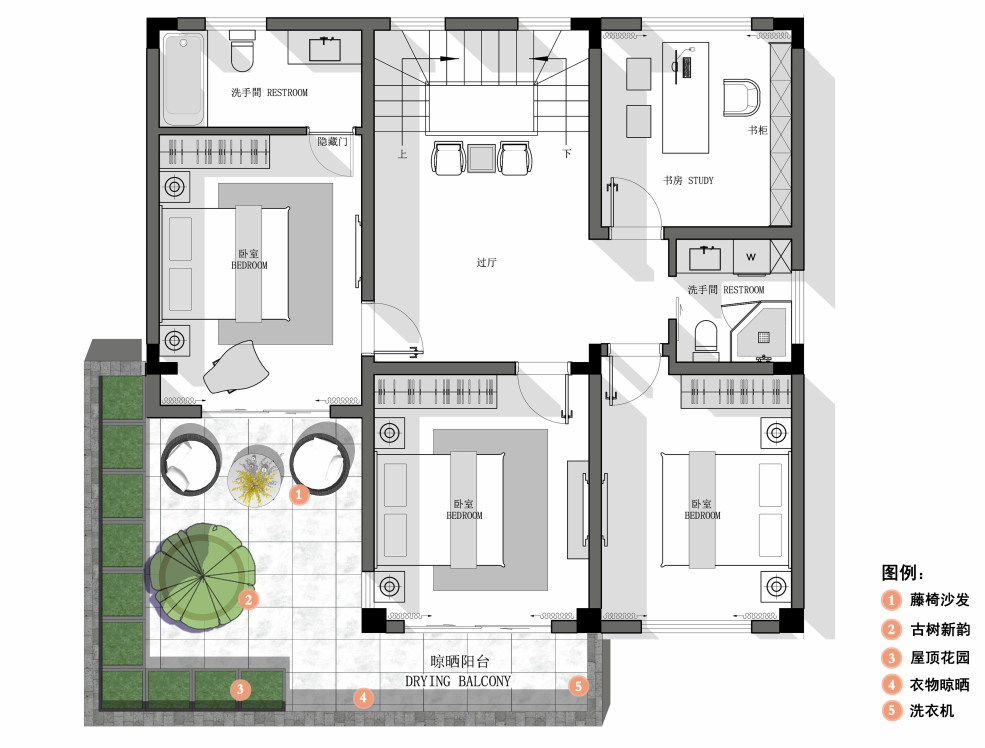 洗手間 RESTROOM
隐藏门
上
下
书柜
书房 STUDY
卧室
BEDROOM
过厅
W
洗手間 RESTROOM
卧室
BEDROOM
卧室
BEDROOM
1
2
3
4
5
晾晒阳台
DRYING BALCONY
图例：
1 藤椅沙发
2 古树新韵
3 屋顶花园
4 衣物晾晒
5 洗衣机